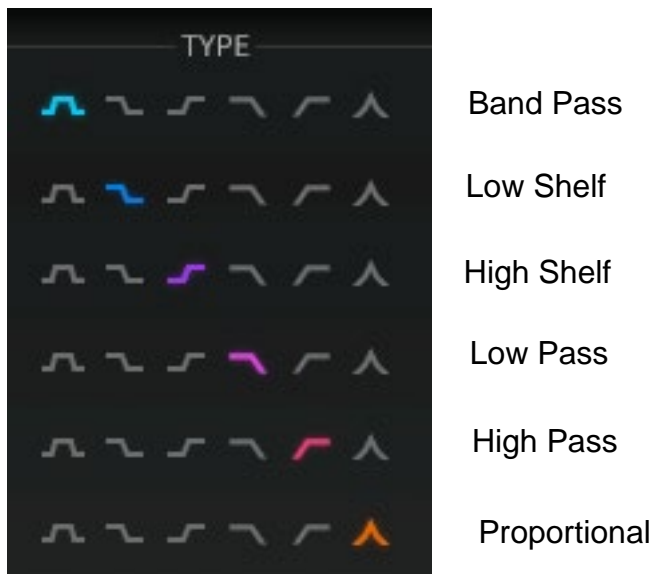 TYPE
Band Pass
Low Shelf
High Shelf
Low Pass
High Pass
Proportional